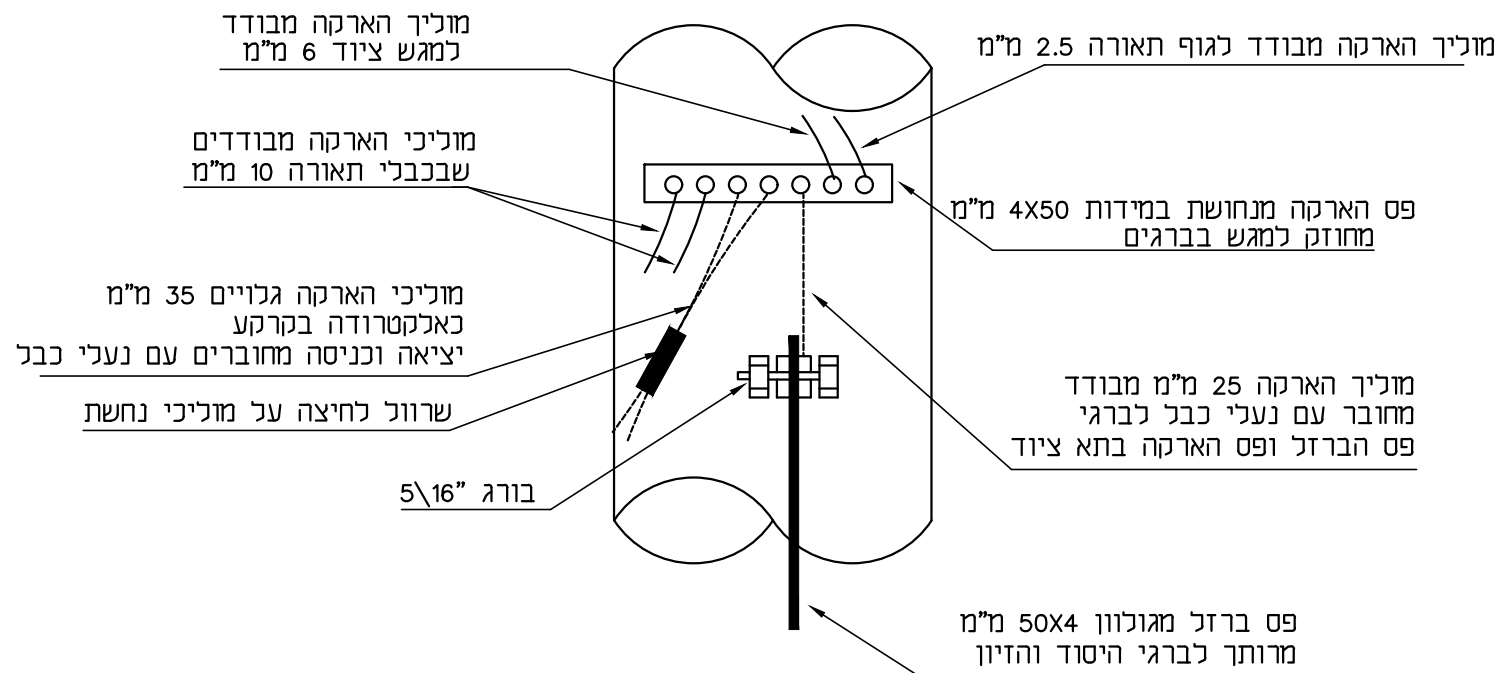 מוליך הארקה מבודד
למגש ציוד 6 מ"מ
מוליך הארקה מבודד לגוף תאורה 2.5 מ"מ
מוליכי הארקה מבודדים
שבכבלי תאורה 10 מ"מ
פס הארקה מנחושת במידות 4X50 מ"מ
מחוזק למגש בברגים
מוליכי הארקה גלויים 35 מ"מ
כאלקטרודה בקרקע
יציאה וכניסה מחוברים עם נעלי כבל
שרוול לחיצה על מוליכי נחשת
מוליך הארקה 25 מ"מ מבודד
מחובר עם נעלי כבל לברגי
פס הברזל ופס הארקה בתא ציוד
בורג "5\16
פס ברזל מגולוון 50X4 מ"מ
מרותך לברגי היסוד והזיון